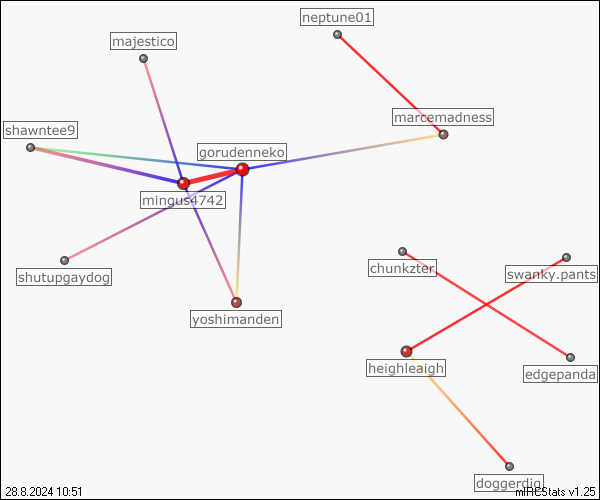 neptune01
majestico
marcemadness
shawntee9
gorudenneko
mingus4742
chunkzter
swanky.pants
shutupgaydog
yoshimanden
heighleaigh
edgepanda
doggerdig
28.8.2024 10:51
mIRCStats v1.25